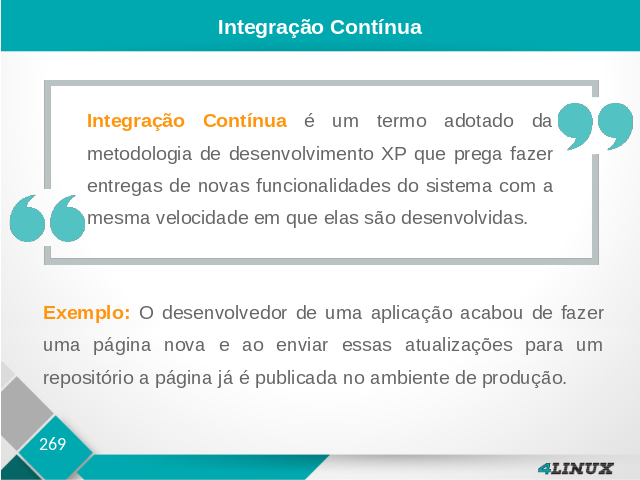 Integração Contínua
Integração Contínua é um termo adotado da
metodologia de desenvolvimento XP que prega fazer
entregas de novas funcionalidades do sistema com a
mesma velocidade em que elas são desenvolvidas.
Exemplo: O desenvolvedor de uma aplicação acabou de fazer
uma página nova e ao enviar essas atualizações para um
repositório a página já é publicada no ambiente de produção.
269
4LINUX